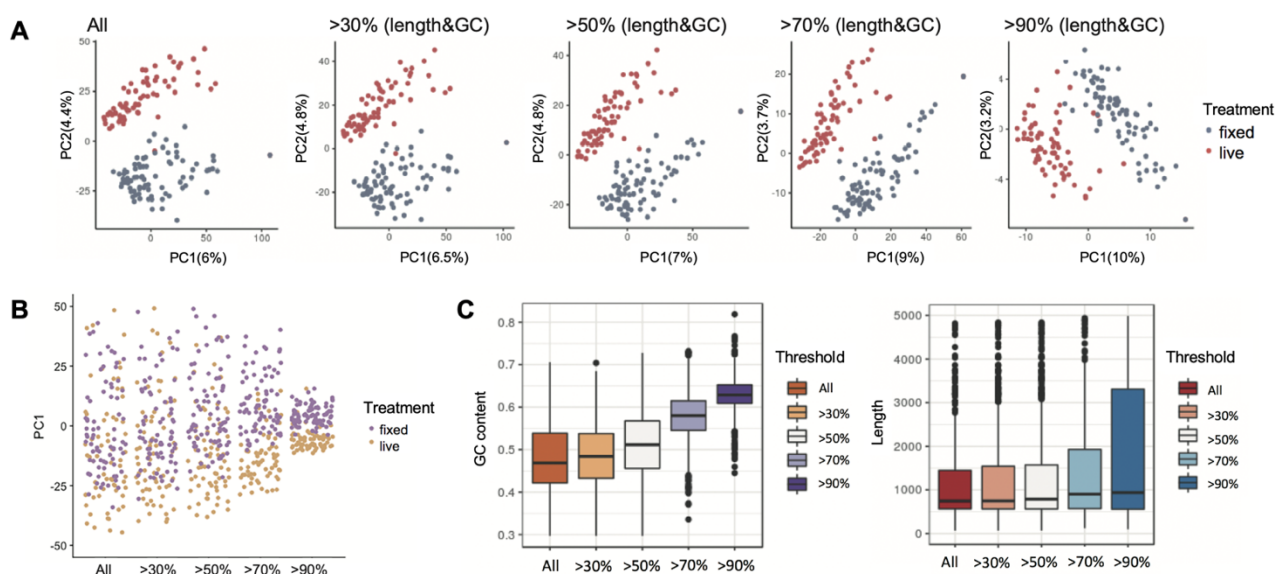 A
All
>30% (length&GC)
>50% (length&GC)
>70% (length&GC)
>90% (length&GC)
PC2(4.4%)
50
25
0
-25
0
50
100
PC1(6%)
PC2(4.8%)
40
20
0
-20
0
50
100
PC1(6.5%)
PC2(4.8%)
40
20
0
-20
0
50
PC1(7%)
PC2(3.7%)
20
10
0
-10
-20
0
20
40
60
PC1(9%)
PC2(3.2%)
4
0
-4
-10
0
10
PC1(10%)
Treatment
fixed
live
B
PC1
50
25
0
-25
-50
All
>30%
>50%
>70%
>90%
Treatment
fixed
live
C
GC content
0.8
0.7
0.6
0.5
0.4
0.3
All
>30%
>50%
>70%
>90%
Threshold
All
>30%
>50%
>70%
>90%
Length
5000
4000
3000
2000
1000
0
All
>30%
>50%
>70%
>90%
Threshold
All
>30%
>50%
>70%
>90%